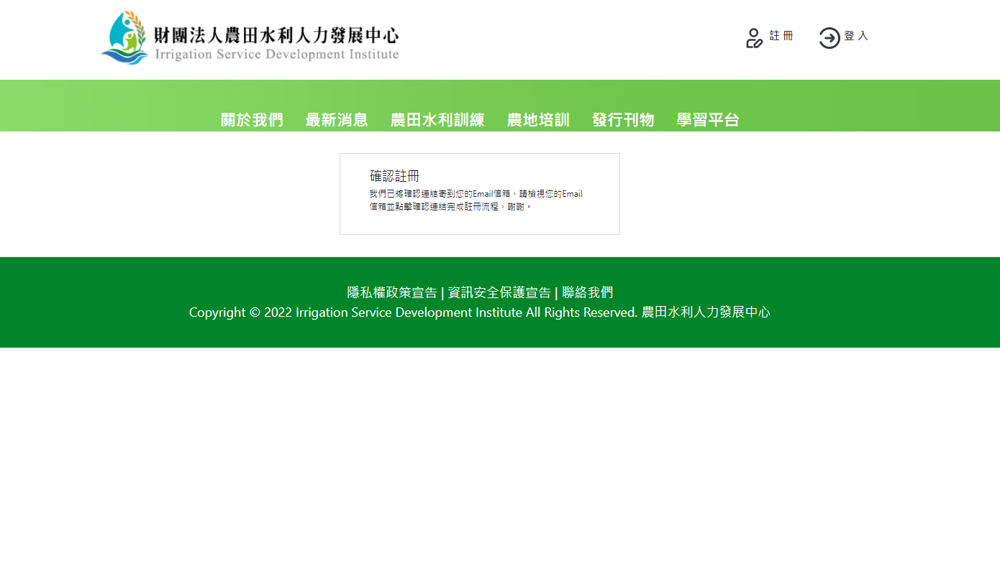 財團法人農田水利人力發展中心
Irrigation Service Development Institute
註冊
登入
關於我們 最新消息 農田水利訓練 農地培訓 發行刊物 學習平台
確認註冊
我們已將確認連結寄到您的Email信箱，請檢視您的Email
信箱並點擊確認連結完成註冊流程，謝謝。
隱私權政策宣告 | 資訊安全保護宣告 | 聯絡我們
Copyright © 2022 Irrigation Service Development Institute All Rights Reserved. 農田水利人力發展中心